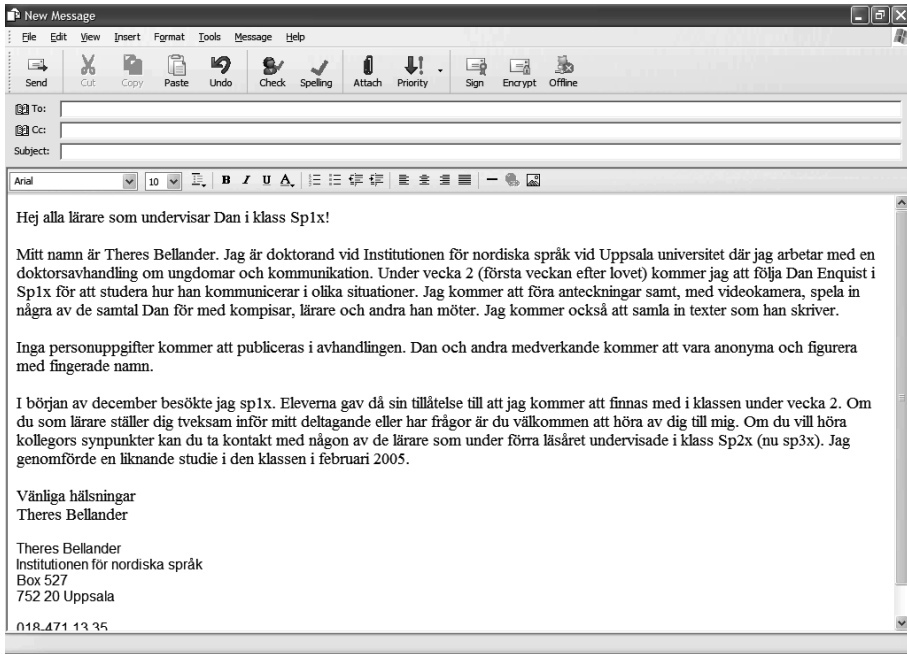 New Message
File Edit View Insert Format Tools Message Help
Send Cut Copy Paste Undo Check Spelling Attach Priority Sign Encrypt Offline
To:
Cc:
Subject:
Arial 10 B I U A
Hej alla lärare som undervisar Dan i klass Sp1x!
Mitt namn är Theres Bellander. Jag är doktorand vid Institutionen för nordiska språk vid Uppsala universitet där jag arbetar med en
doktorsavhandling om ungdomar och kommunikation. Under vecka 2 (första veckan efter lovet) kommer jag att följa Dan Enquist i
Sp1x för att studera hur han kommunicerar i olika situationer. Jag kommer att föra anteckningar samt, med videokamera, spela in
några av de samtal Dan för med kompisar, lärare och andra han möter. Jag kommer också att samla in texter som han skriver.
Inga personuppgifter kommer att publiceras i avhandlingen. Dan och andra medverkande kommer att vara anonyma och figurera
med fingerade namn.
I början av december besökte jag sp1x. Eleverna gav då sin tillåtelse till att jag kommer att finnas med i klassen under vecka 2. Om
du som lärare ställer dig tveksam inför mitt deltagande eller har frågor är du välkommen att höra av dig till mig. Om du vill höra
kollegors synpunkter kan du ta kontakt med någon av de lärare som under förra läsåret undervisade i klass Sp2x (nu sp3x). Jag
genomförde en liknande studie i den klassen i februari 2005.
Vänliga hälsningar
Theres Bellander
Theres Bellander
Institutionen för nordiska språk
Box 527
752 20 Uppsala
018-471 13 35